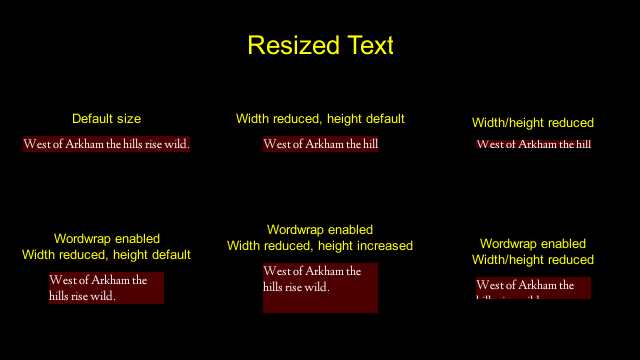 Resized Text
Default size
West of Arkham the hills rise wild.
Width reduced, height default
West of Arkham the hill
Width/height reduced
West of Arkham the hill
Wordwrap enabled
Width reduced, height default
West of Arkham the
hills rise wild.
Wordwrap enabled
Width reduced, height increased
West of Arkham the
hills rise wild.
Wordwrap enabled
Width/height reduced
West of Arkham the